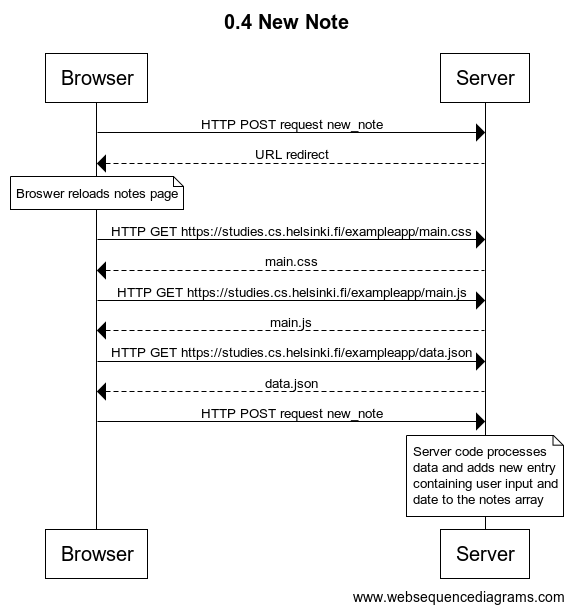 0.4 New Note
Browser
Server
HTTP POST request new_note
URL redirect
Broswer reloads notes page
HTTP GET https://studies.cs.helsinki.fi/exampleapp/main.css
main.css
HTTP GET https://studies.cs.helsinki.fi/exampleapp/main.js
main.js
HTTP GET https://studies.cs.helsinki.fi/exampleapp/data.json
data.json
HTTP POST request new_note
Server code processes
data and adds new entry
containing user input and
date to the notes array
Browser
Server
www.websequencediagrams.com